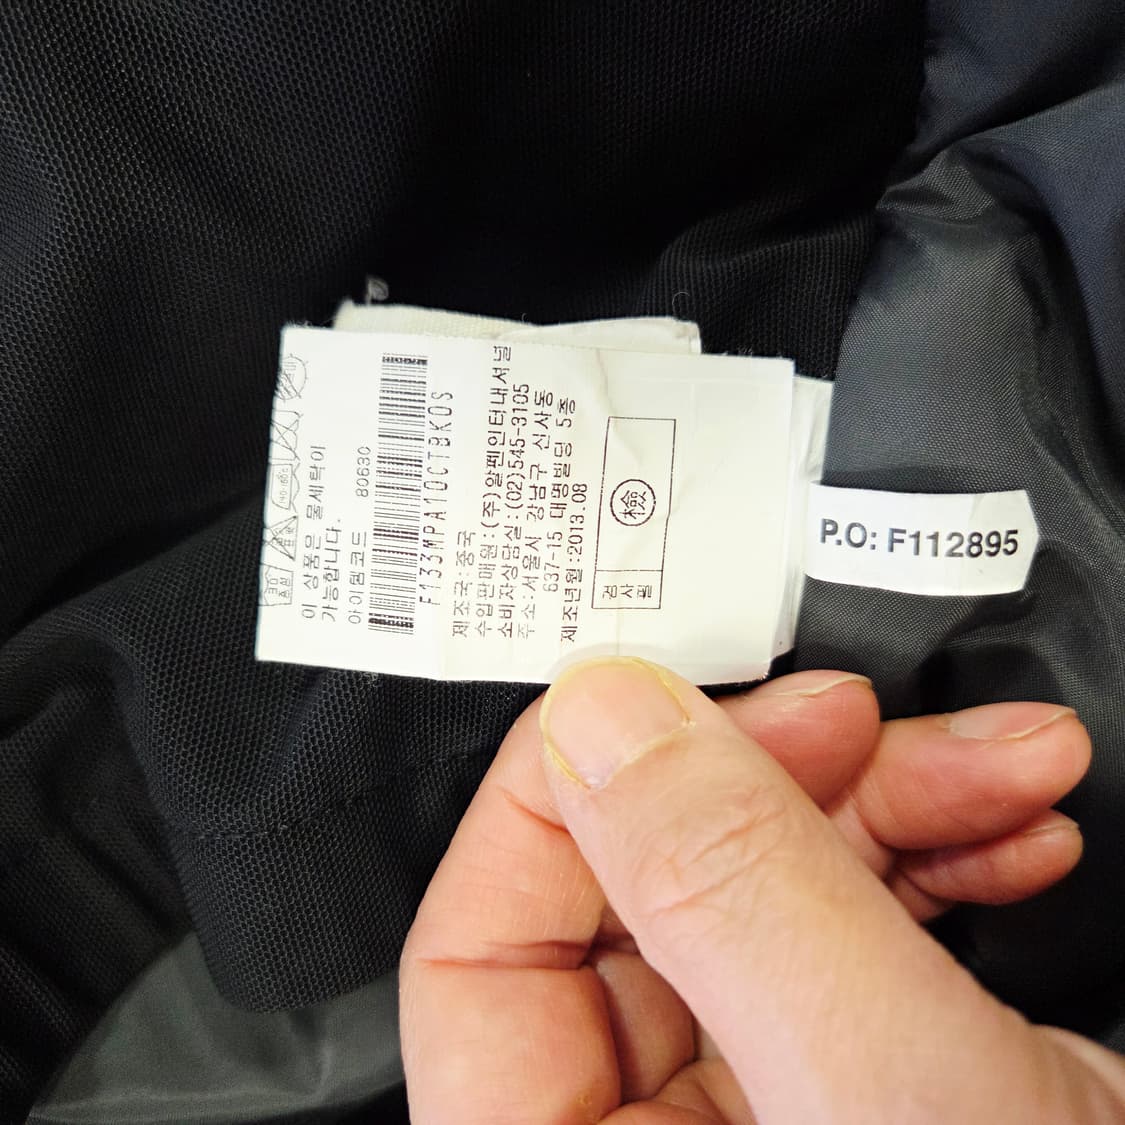 이 상품은 물세탁이
가능합니다.
아이템코드 80630
F133MPA10CTBK0S
제조국:중국
수입판매원:(주)알펜인터내셔널
소비자상담실:(02)545-3105
주소:서울시 강남구 신사동
637-15 대명빌딩 5층
제조년월:2013.08
檢
검사필
P.O: F112895